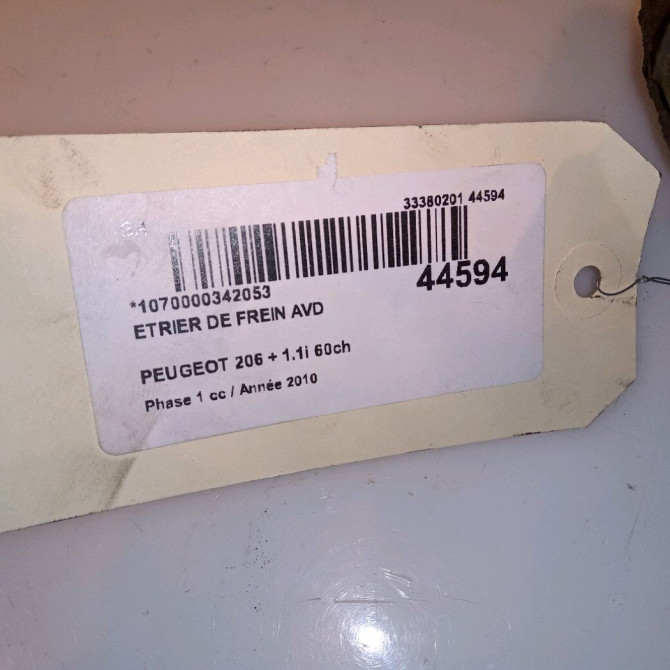 33380201 44594
*1070000342053
44594
ETRIER DE FREIN AVD
PEUGEOT 206 + 1.1i 60ch
Phase 1 cc / Année 2010